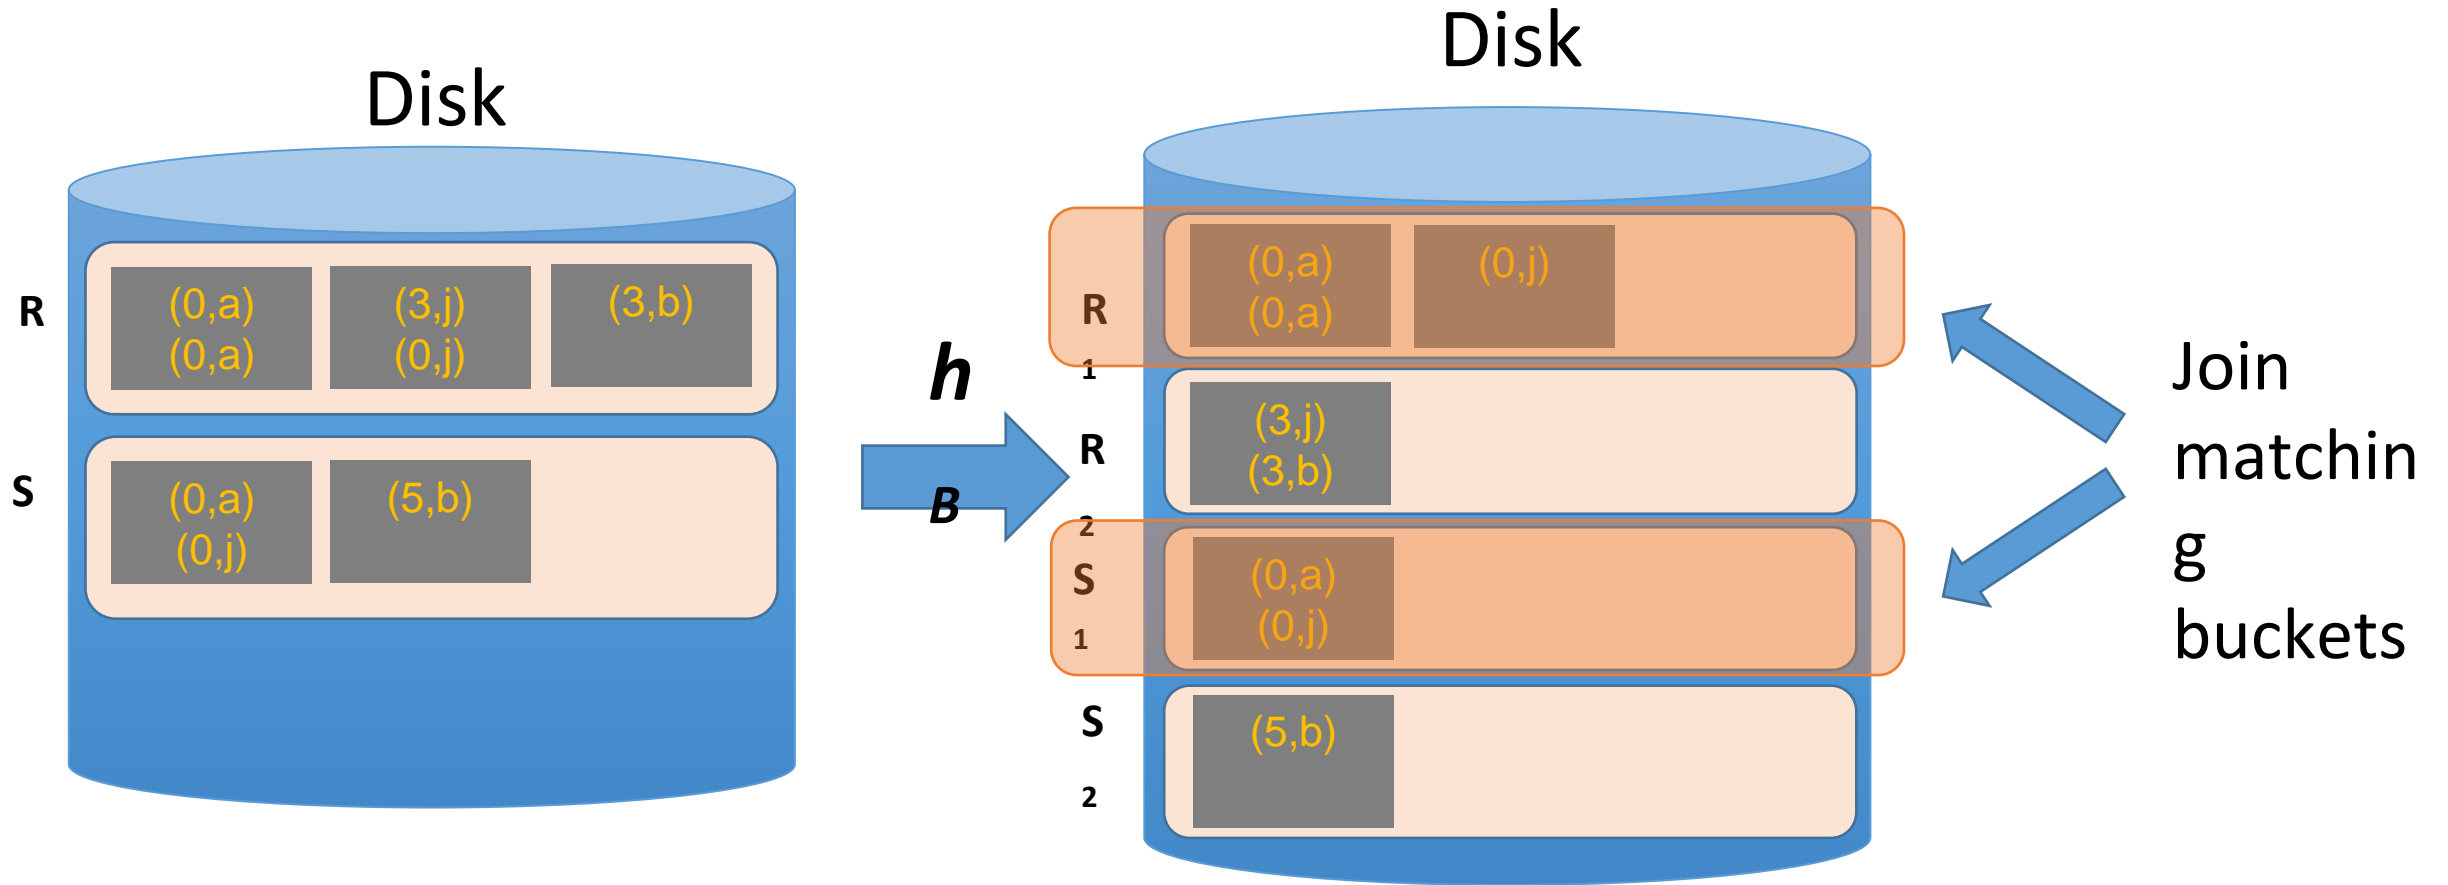 Disk
R
(0,a)
(0,a)
(3,j)
(0,j)
(3,b)
S
(0,a)
(0,j)
(5,b)
h
B
Disk
R
1
(0,a)
(0,a)
(0,j)
R
2
(3,j)
(3,b)
S
1
(0,a)
(0,j)
S
2
(5,b)
Join
matchin
g
buckets